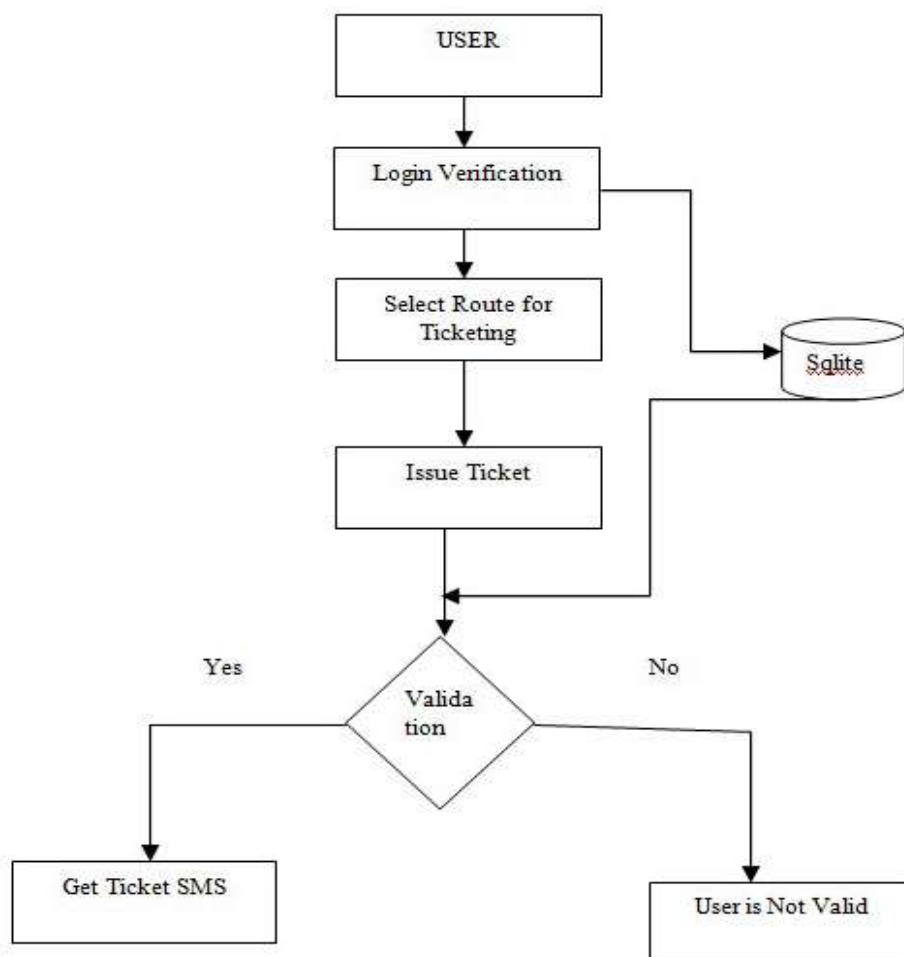 USER
Login Verification
Select Route for
Ticketing
Sqlite
Issue Ticket
Yes
No
Valida
tion
Get Ticket SMS
User is Not Valid